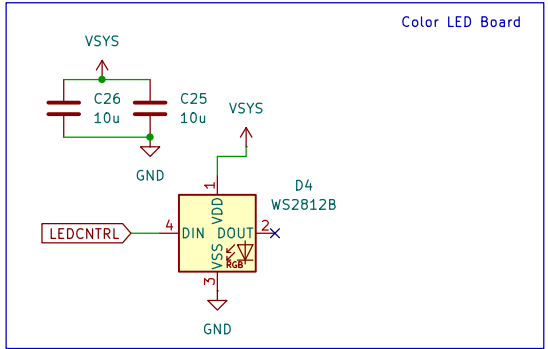 Color LED Board
VSYS
C26
10u
C25
10u
GND
VSYS
D4
WS2812B
1
VDD
LEDCNTRL
4
DIN
DOUT
2
VSS
RGB
3
GND